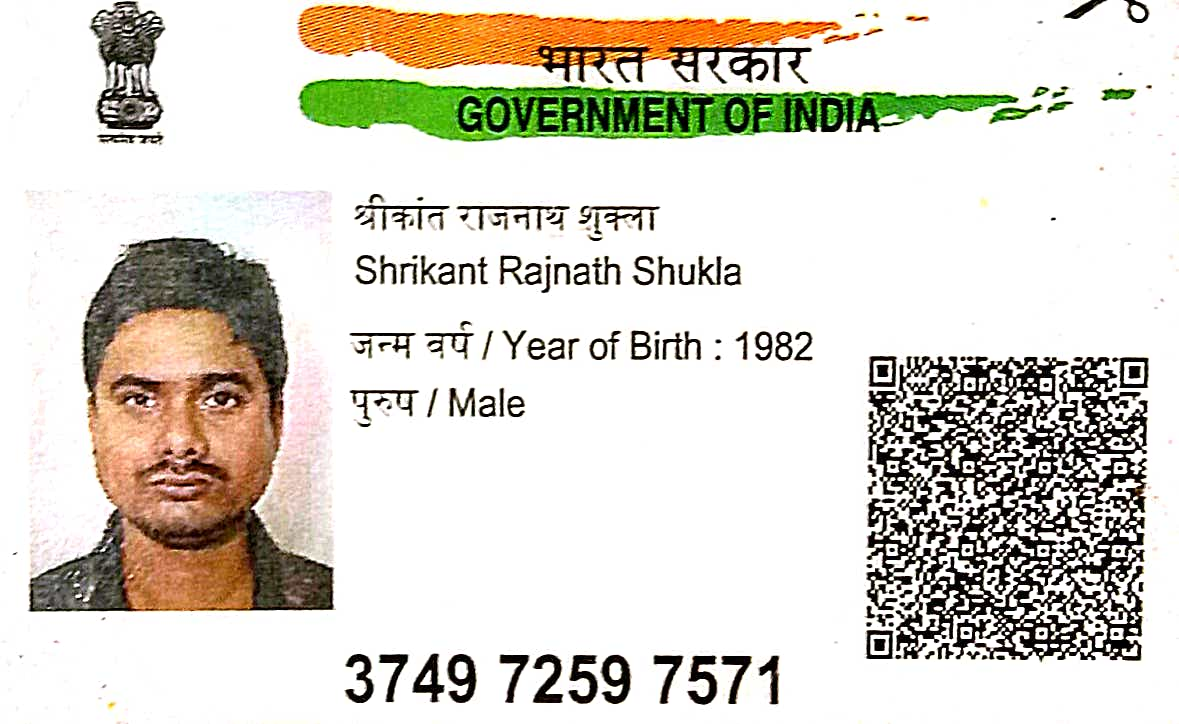 भारत सरकार
GOVERNMENT OF INDIA
सत्यमेव जयते
श्रीकांत राजनाथ शुक्ला
Shrikant Rajnath Shukla
जन्म वर्ष / Year of Birth : 1982
पुरुष / Male
3749 7259 7571